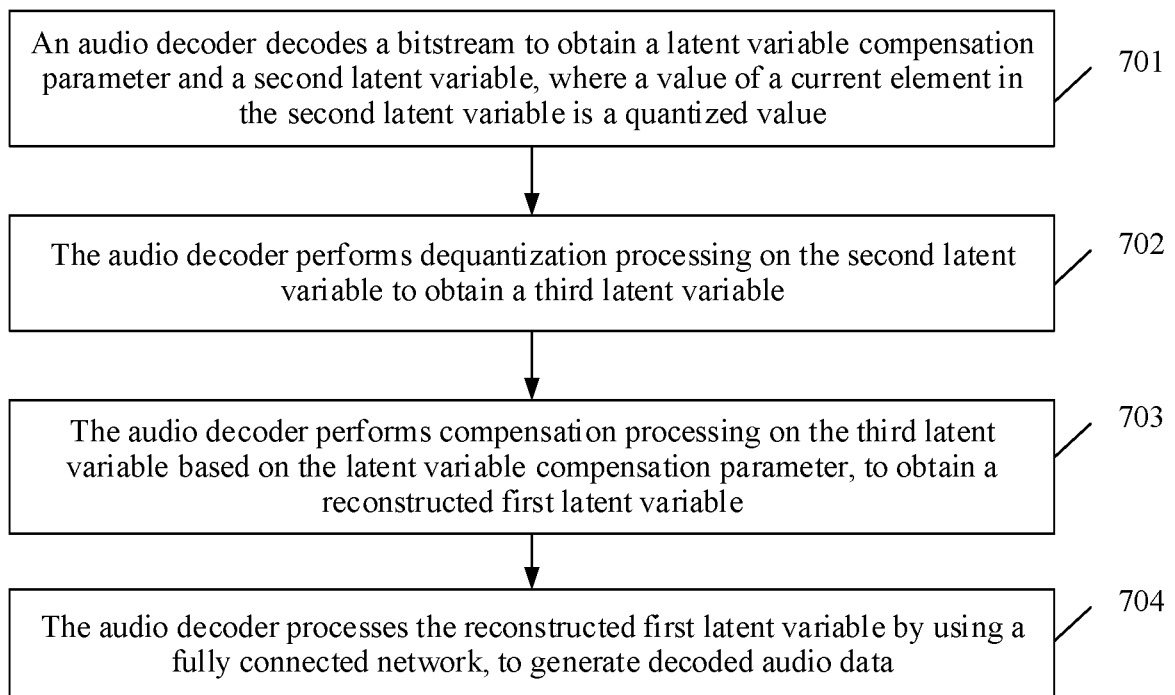 An audio decoder decodes a bitstream to obtain a latent variable compensation
parameter and a second latent variable, where a value of a current element in
the second latent variable is a quantized value
701
The audio decoder performs dequantization processing on the second latent
variable to obtain a third latent variable
702
The audio decoder performs compensation processing on the third latent
variable based on the latent variable compensation parameter, to obtain a
reconstructed first latent variable
703
The audio decoder processes the reconstructed first latent variable by using a
fully connected network, to generate decoded audio data
704